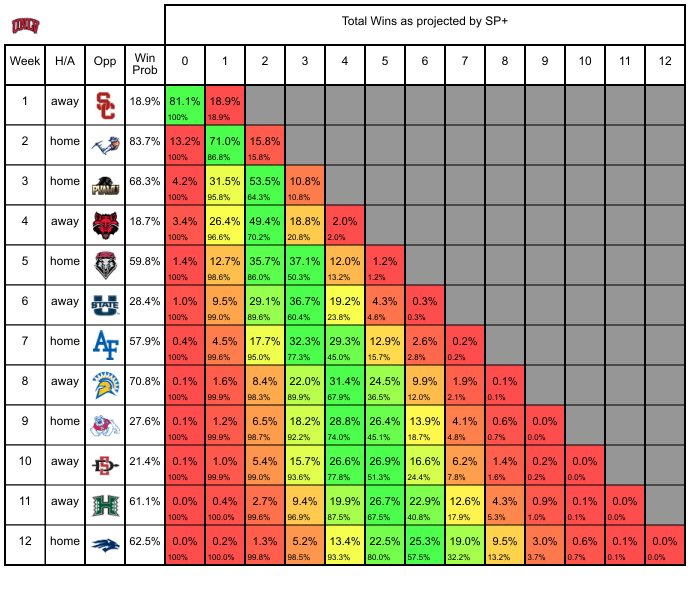 UNLV
Total Wins as projected by SP+
Week H/A Opp Win Prob 0 1 2 3 4 5 6 7 8 9 10 11 12
1 away SC 18.9% 81.1% 18.9%
100% 18.9%
2 home 83.7% 13.2% 71.0% 15.8%
100% 86.8% 15.8%
3 home PVAMU 68.3% 4.2% 31.5% 53.5% 10.8%
100% 95.8% 64.3% 10.8%
4 away 18.7% 3.4% 26.4% 49.4% 18.8% 2.0%
100% 96.6% 70.2% 20.8% 2.0%
5 home 59.8% 1.4% 12.7% 35.7% 37.1% 12.0% 1.2%
100% 98.6% 86.0% 50.3% 13.2% 1.2%
6 away U STATE 28.4% 1.0% 9.5% 29.1% 36.7% 19.2% 4.3% 0.3%
100% 99.0% 89.6% 60.4% 23.8% 4.6% 0.3%
7 home AF 57.9% 0.4% 4.5% 17.7% 32.3% 29.3% 12.9% 2.6% 0.2%
100% 99.6% 95.0% 77.3% 45.0% 15.7% 2.8% 0.2%
8 away 70.8% 0.1% 1.6% 8.4% 22.0% 31.4% 24.5% 9.9% 1.9% 0.1%
100% 99.9% 98.3% 89.9% 67.9% 36.5% 12.0% 2.1% 0.1%
9 home 27.6% 0.1% 1.2% 6.5% 18.2% 28.8% 26.4% 13.9% 4.1% 0.6% 0.0%
100% 99.9% 98.7% 92.2% 74.0% 45.1% 18.7% 4.8% 0.7% 0.0%
10 away SD 21.4% 0.1% 1.0% 5.4% 15.7% 26.6% 26.9% 16.6% 6.2% 1.4% 0.2% 0.0%
100% 99.9% 99.0% 93.6% 77.8% 51.3% 24.4% 7.8% 1.6% 0.2% 0.0%
11 away H 61.1% 0.0% 0.4% 2.7% 9.4% 19.9% 26.7% 22.9% 12.6% 4.3% 0.9% 0.1% 0.0%
100% 100.0% 99.6% 96.9% 87.5% 67.5% 40.8% 17.9% 5.3% 1.0% 0.1% 0.0%
12 home 62.5% 0.0% 0.2% 1.3% 5.2% 13.4% 22.5% 25.3% 19.0% 9.5% 3.0% 0.6% 0.1% 0.0%
100% 100.0% 99.8% 98.5% 93.3% 80.0% 57.5% 32.2% 13.2% 3.7% 0.7% 0.1% 0.0%